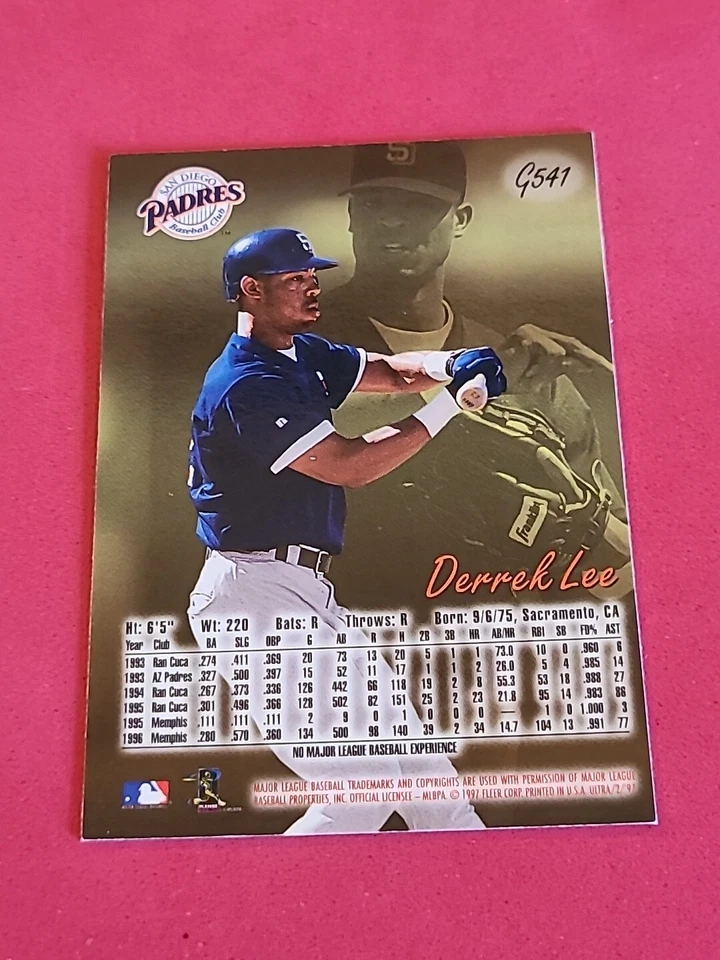 SAN DIEGO
PADRES
Baseball Club
TM
G541
S
S
Franklin
Derrek Lee
Ht: 6'5" Wt: 220 Bats: R Throws: R Born: 9/6/75, Sacramento, CA
Year Club BA SLG OBP G AB R H 2B 3B HR AB/HR RBI SB FD% AST
1993 Ran Cuca .274 .411 .369 20 73 13 20 5 1 1 73.0 10 0 .960 6
1993 AZ Padres .327 .500 .397 15 52 11 17 1 1 2 26.0 5 4 .985 14
1994 Ran Cuca .267 .373 .336 126 442 66 118 19 2 8 55.3 53 18 .988 27
1995 Ran Cuca .301 .496 .366 128 502 82 151 25 2 23 21.8 95 14 .983 86
1995 Memphis .111 .111 .111 2 9 0 1 0 0 0 — 1 0 1.000 3
1996 Memphis .280 .570 .360 134 500 98 140 39 2 34 14.7 104 13 .991 77
NO MAJOR LEAGUE BASEBALL EXPERIENCE
MAJOR LEAGUE BASEBALL TRADEMARKS AND COPYRIGHTS ARE USED WITH PERMISSION OF MAJOR LEAGUE
BASEBALL PROPERTIES, INC. OFFICIAL LICENSEE – MLBPA © 1997 FLEER CORP. PRINTED IN U.S.A. ULTRA/2/97